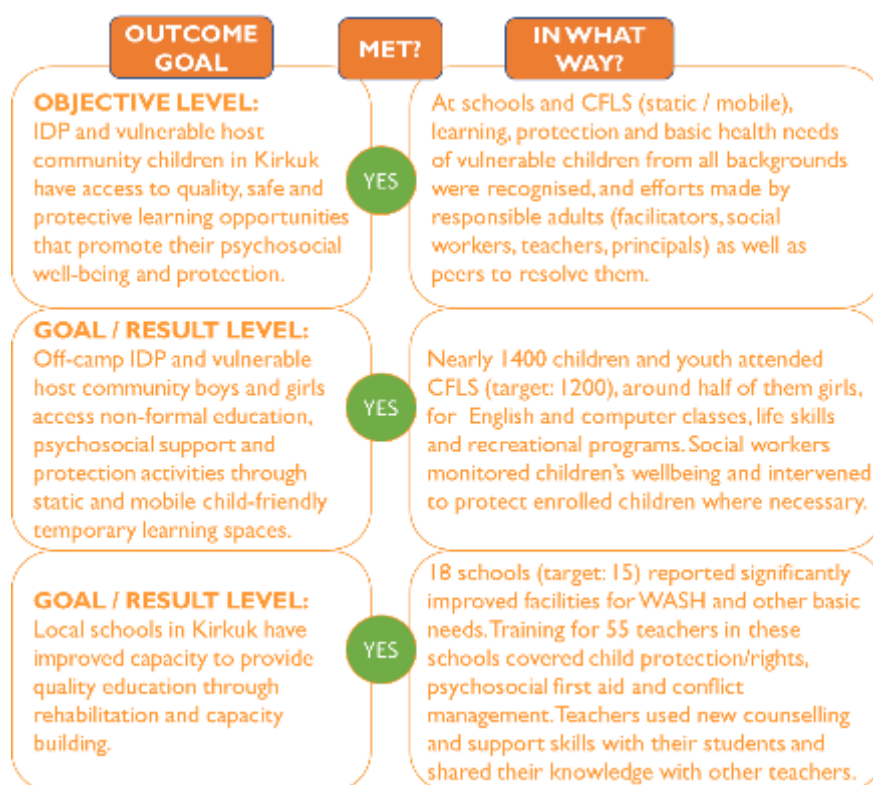 OUTCOME
GOAL
MET?
IN WHAT
WAY?
OBJECTIVE LEVEL:
IDP and vulnerable host
community children in Kirkuk
have access to quality, safe and
protective learning opportunities
that promote their psychosocial
well-being and protection.
YES
At schools and CFLS (static / mobile),
learning, protection and basic health needs
of vulnerable children from all backgrounds
were recognised, and efforts made by
responsible adults (facilitators, social
workers, teachers, principals) as well as
peers to resolve them.
GOAL / RESULT LEVEL:
Off-camp IDP and vulnerable
host community boys and girls
access non-formal education,
psychosocial support and
protection activities through
static and mobile child-friendly
temporary learning spaces.
YES
Nearly 1400 children and youth attended
CFLS (target: 1200), around half of them girls,
for English and computer classes, life skills
and recreational programs. Social workers
monitored children's wellbeing and intervened
to protect enrolled children where necessary.
GOAL / RESULT LEVEL:
Local schools in Kirkuk have
improved capacity to provide
quality education through
rehabilitation and capacity
building.
YES
18 schools (target: 15) reported significantly
improved facilities for WASH and other basic
needs. Training for 55 teachers in these
schools covered child protection/rights,
psychosocial first aid and conflict
management. Teachers used new counselling
and support skills with their students and
shared their knowledge with other teachers.